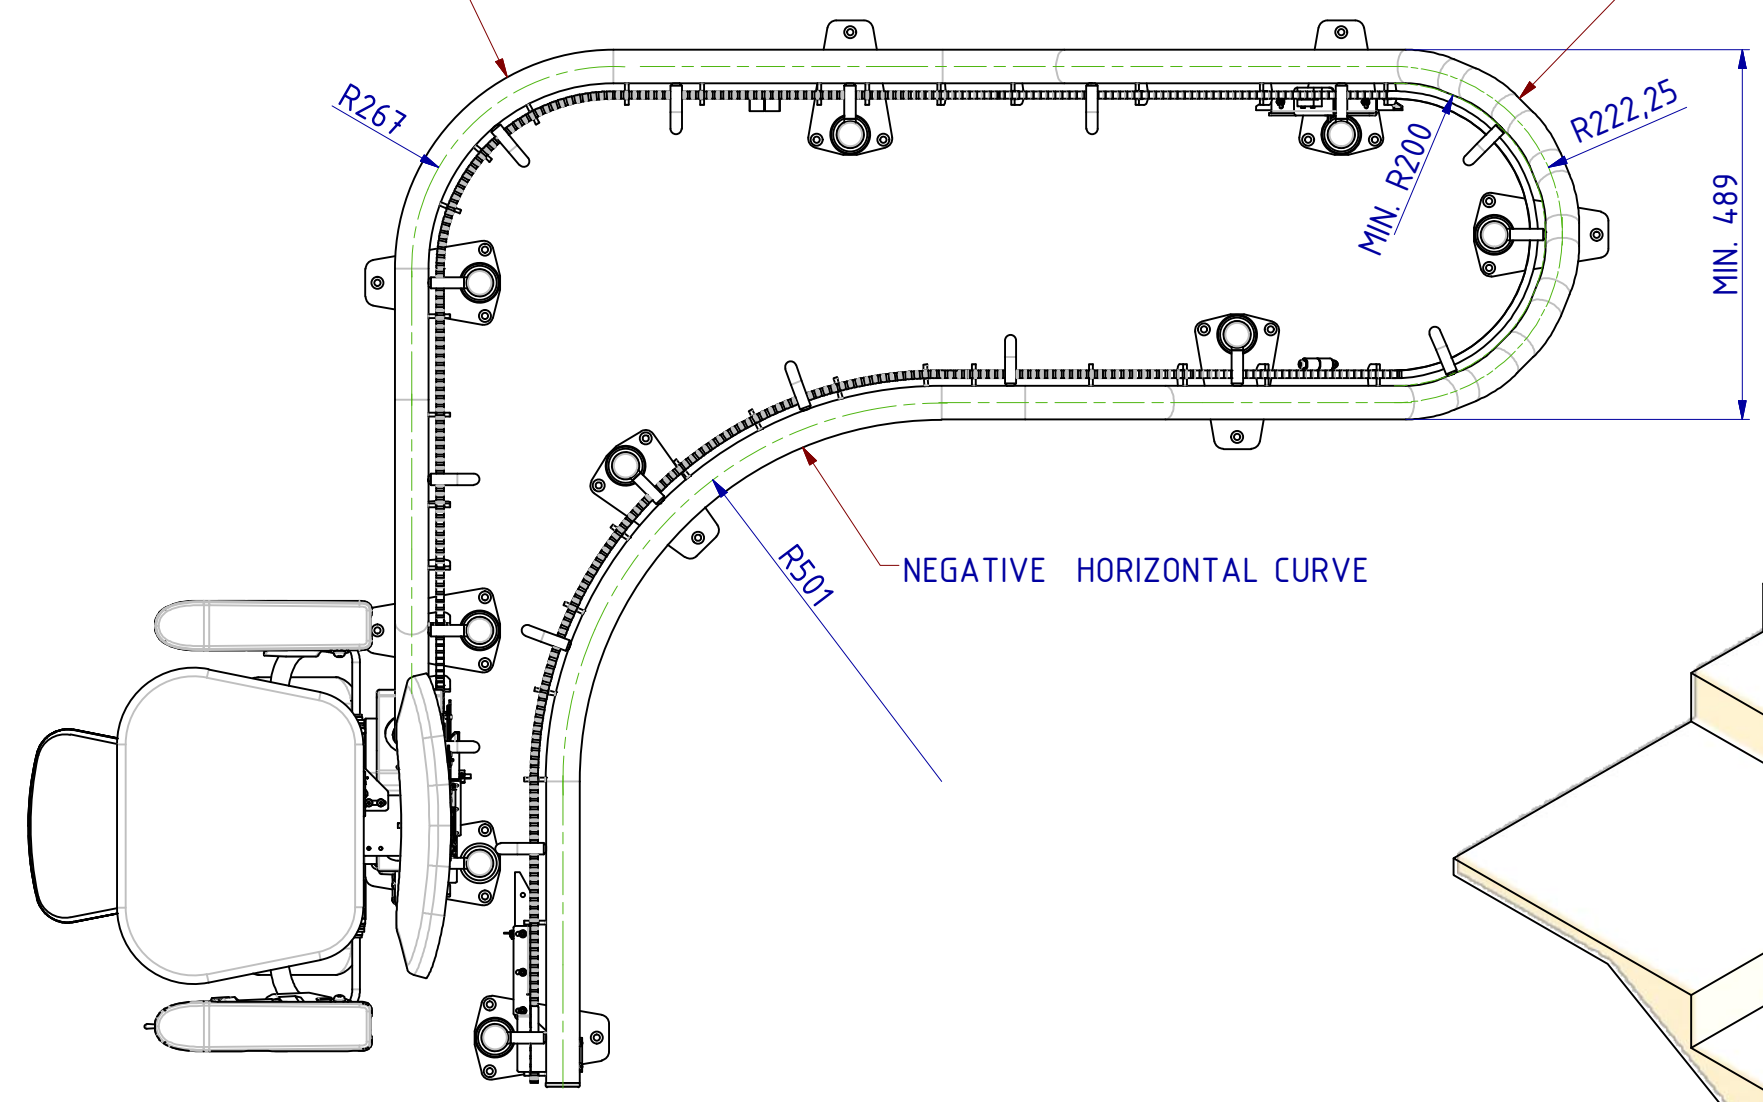 R267
MIN. R200
R222,25
MIN. 489
R501
NEGATIVE HORIZONTAL CURVE